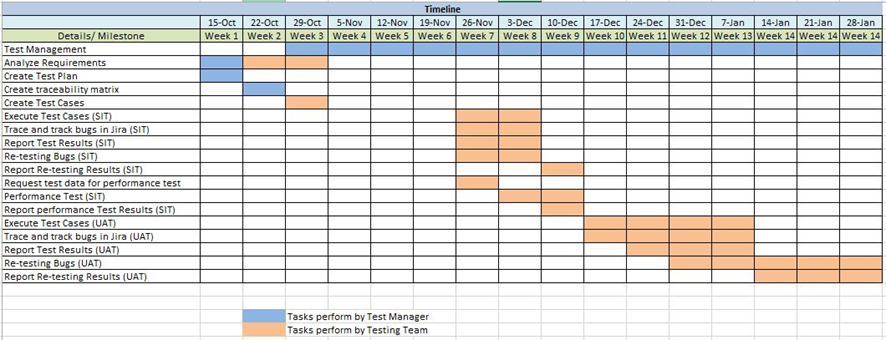 Timeline
15-Oct 22-Oct 29-Oct 5-Nov 12-Nov 19-Nov 26-Nov 3-Dec 10-Dec 17-Dec 24-Dec 31-Dec 7-Jan 14-Jan 21-Jan 28-Jan
Details/ Milestone Week 1 Week 2 Week 3 Week 4 Week 5 Week 6 Week 7 Week 8 Week 9 Week 10 Week 11 Week 12 Week 13 Week 14 Week 14 Week 14
Test Management
Analyze Requirements
Create Test Plan
Create traceability matrix
Create Test Cases
Execute Test Cases (SIT)
Trace and track bugs in Jira (SIT)
Report Test Results (SIT)
Re-testing Bugs (SIT)
Report Re-testing Results (SIT)
Request test data for performance test
Performance Test (SIT)
Report performance Test Results (SIT)
Execute Test Cases (UAT)
Trace and track bugs in Jira (UAT)
Report Test Results (UAT)
Re-testing Bugs (UAT)
Report Re-testing Results (UAT)
Tasks perform by Test Manager
Tasks perform by Testing Team